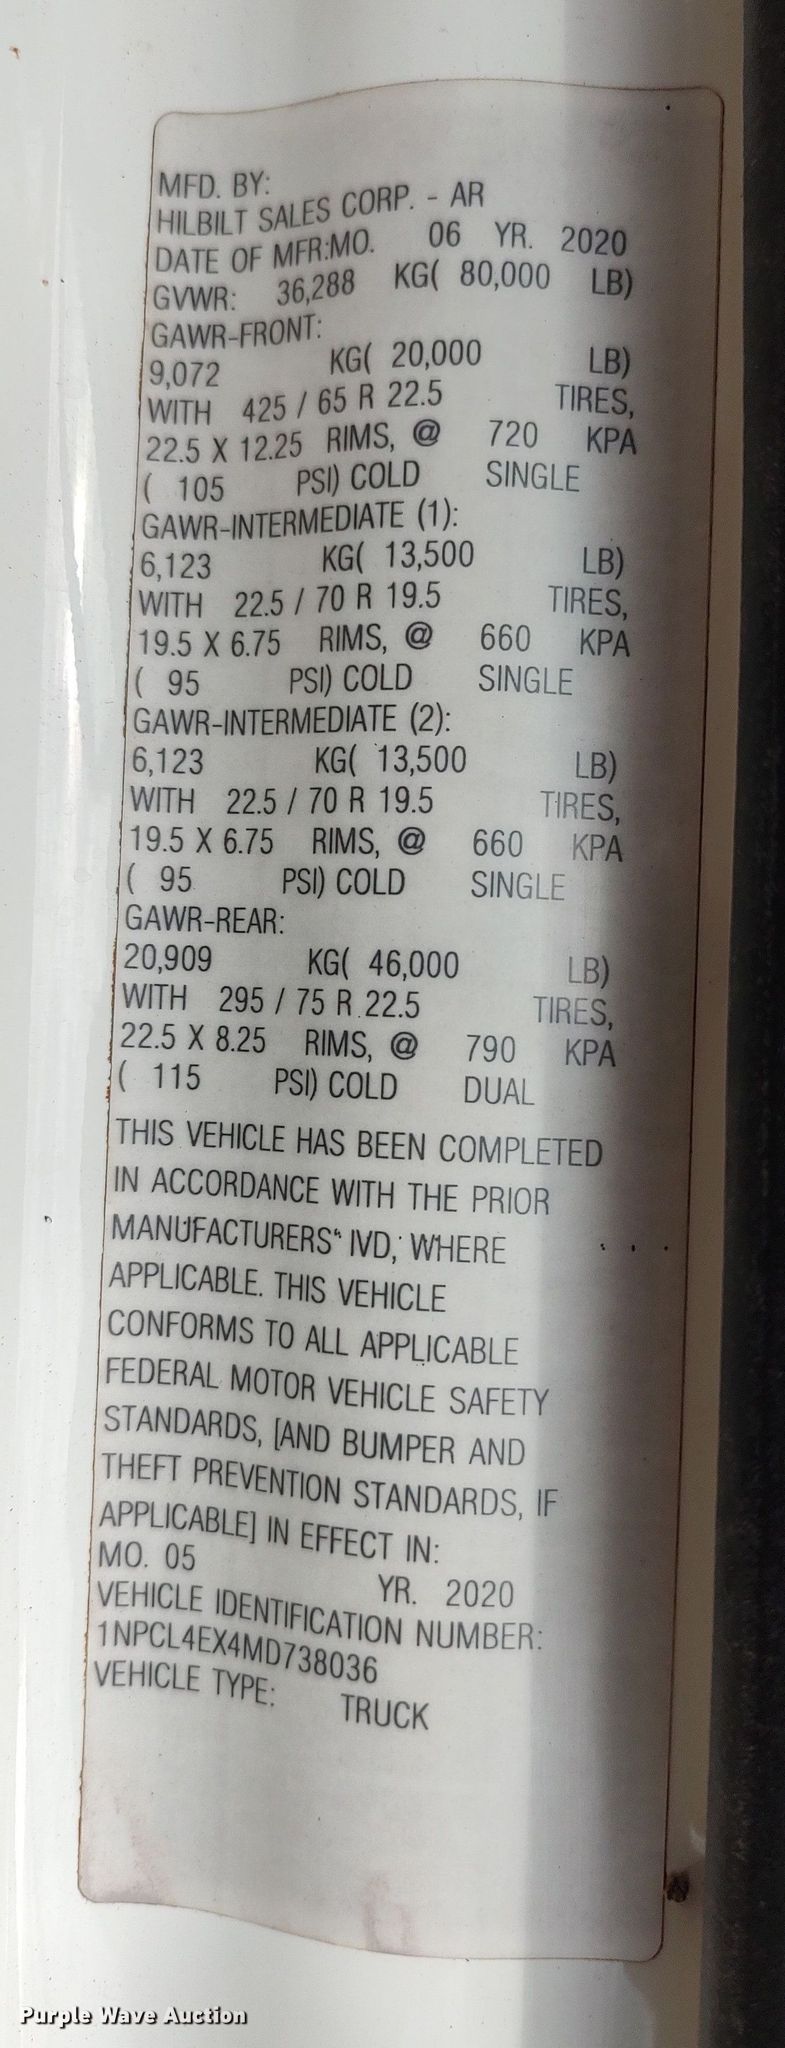 MFD. BY:
HILBILT SALES CORP. - AR
DATE OF MFR:MO. 06 YR. 2020
GVWR: 36,288 KG( 80,000 LB)
GAWR-FRONT:
9,072 KG( 20,000 LB)
WITH 425 / 65 R 22.5 TIRES,
22.5 X 12.25 RIMS, @ 720 KPA
( 105 PSI) COLD SINGLE
GAWR-INTERMEDIATE (1):
6,123 KG( 13,500 LB)
WITH 22.5 / 70 R 19.5 TIRES,
19.5 X 6.75 RIMS, @ 660 KPA
( 95 PSI) COLD SINGLE
GAWR-INTERMEDIATE (2):
6,123 KG( 13,500 LB)
WITH 22.5 / 70 R 19.5 TIRES,
19.5 X 6.75 RIMS, @ 660 KPA
( 95 PSI) COLD SINGLE
GAWR-REAR:
20,909 KG( 46,000 LB)
WITH 295 / 75 R 22.5 TIRES,
22.5 X 8.25 RIMS, @ 790 KPA
( 115 PSI) COLD DUAL
THIS VEHICLE HAS BEEN COMPLETED
IN ACCORDANCE WITH THE PRIOR
MANUFACTURERS' IVD, WHERE
APPLICABLE. THIS VEHICLE
CONFORMS TO ALL APPLICABLE
FEDERAL MOTOR VEHICLE SAFETY
STANDARDS, [AND BUMPER AND
THEFT PREVENTION STANDARDS, IF
APPLICABLE] IN EFFECT IN:
MO. 05 YR. 2020
VEHICLE IDENTIFICATION NUMBER:
1NPCL4EX4MD738036
VEHICLE TYPE: TRUCK
Purple Wave Auction